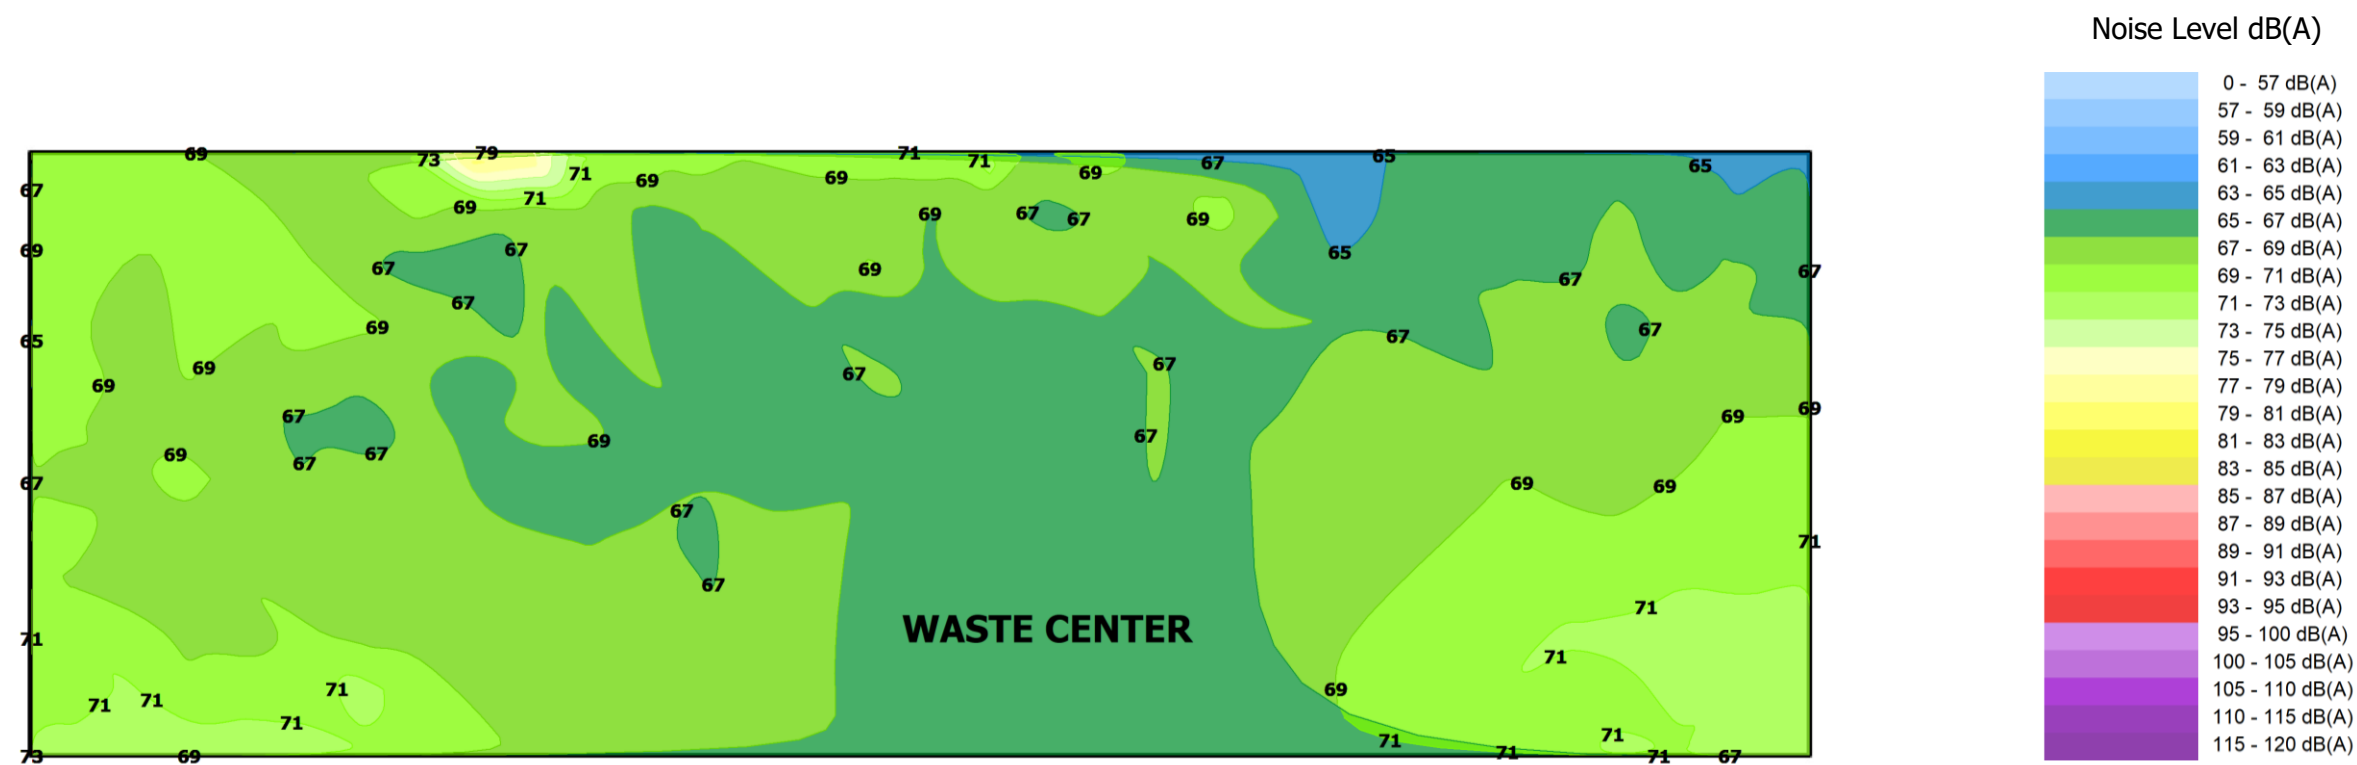 Noise Level dB(A)
0 - 57 dB(A)
57 - 59 dB(A)
59 - 61 dB(A)
61 - 63 dB(A)
63 - 65 dB(A)
65 - 67 dB(A)
67 - 69 dB(A)
69 - 71 dB(A)
71 - 73 dB(A)
73 - 75 dB(A)
75 - 77 dB(A)
77 - 79 dB(A)
79 - 81 dB(A)
81 - 83 dB(A)
83 - 85 dB(A)
85 - 87 dB(A)
87 - 89 dB(A)
89 - 91 dB(A)
91 - 93 dB(A)
93 - 95 dB(A)
95 - 100 dB(A)
100 - 105 dB(A)
105 - 110 dB(A)
110 - 115 dB(A)
115 - 120 dB(A)
69 73 79 71 71 65
67 71 69 69 69 67 65
69 71 69 67 67 69
69 67 67 69 65 67
67 67
65 69 67 67
69 69 67 67
67 69 67 69 69
69 67 67 67
67 67 69 69
67 71
71 WASTE CENTER 71
71
71 71 71 69
71 71 71
73 69 71 71 67